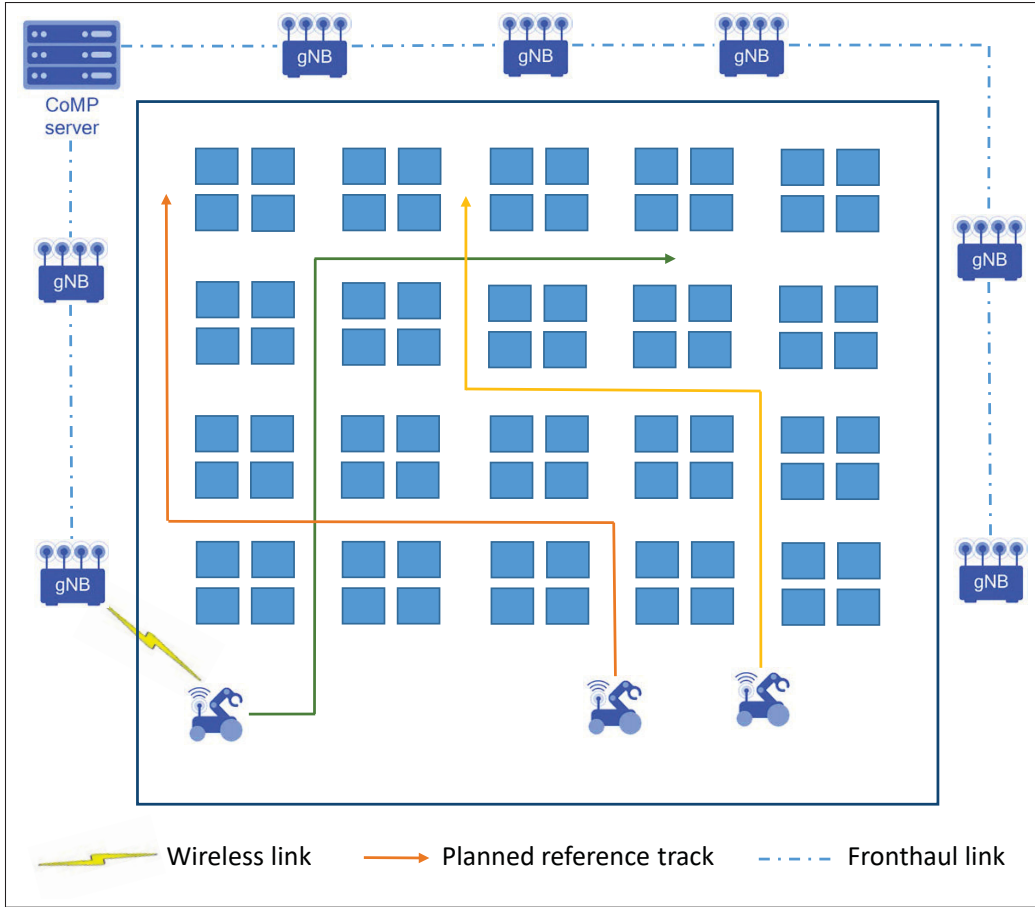 gNB
gNB
gNB
CoMP
server
gNB
gNB
gNB
gNB
Wireless link
Planned reference track
Fronthaul link